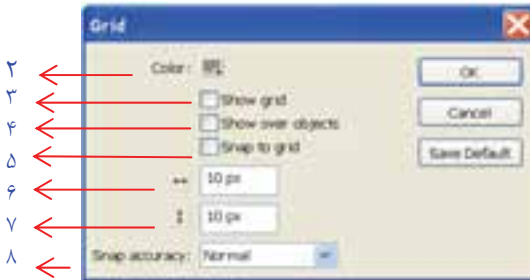 Grid
۲ Color: OK
۳ Show grid
۴ Show over objects Cancel
۵ Snap to grid Save Default
۶ ↔ 10 px
۷ ↕ 10 px
۸ Snap accuracy: Normal